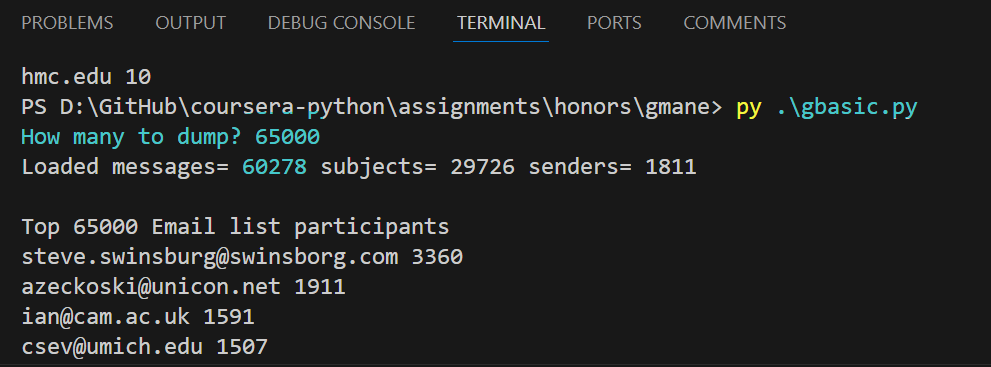 PROBLEMS OUTPUT DEBUG CONSOLE TERMINAL PORTS COMMENTS
hmc.edu 10
PS D:\GitHub\coursera-python\assignments\honors\gmane> py .\gbasic.py
How many to dump? 65000
Loaded messages= 60278 subjects= 29726 senders= 1811
Top 65000 Email list participants
steve.swinsburg@swinsborg.com 3360
azeckoski@unicon.net 1911
ian@cam.ac.uk 1591
csev@umich.edu 1507